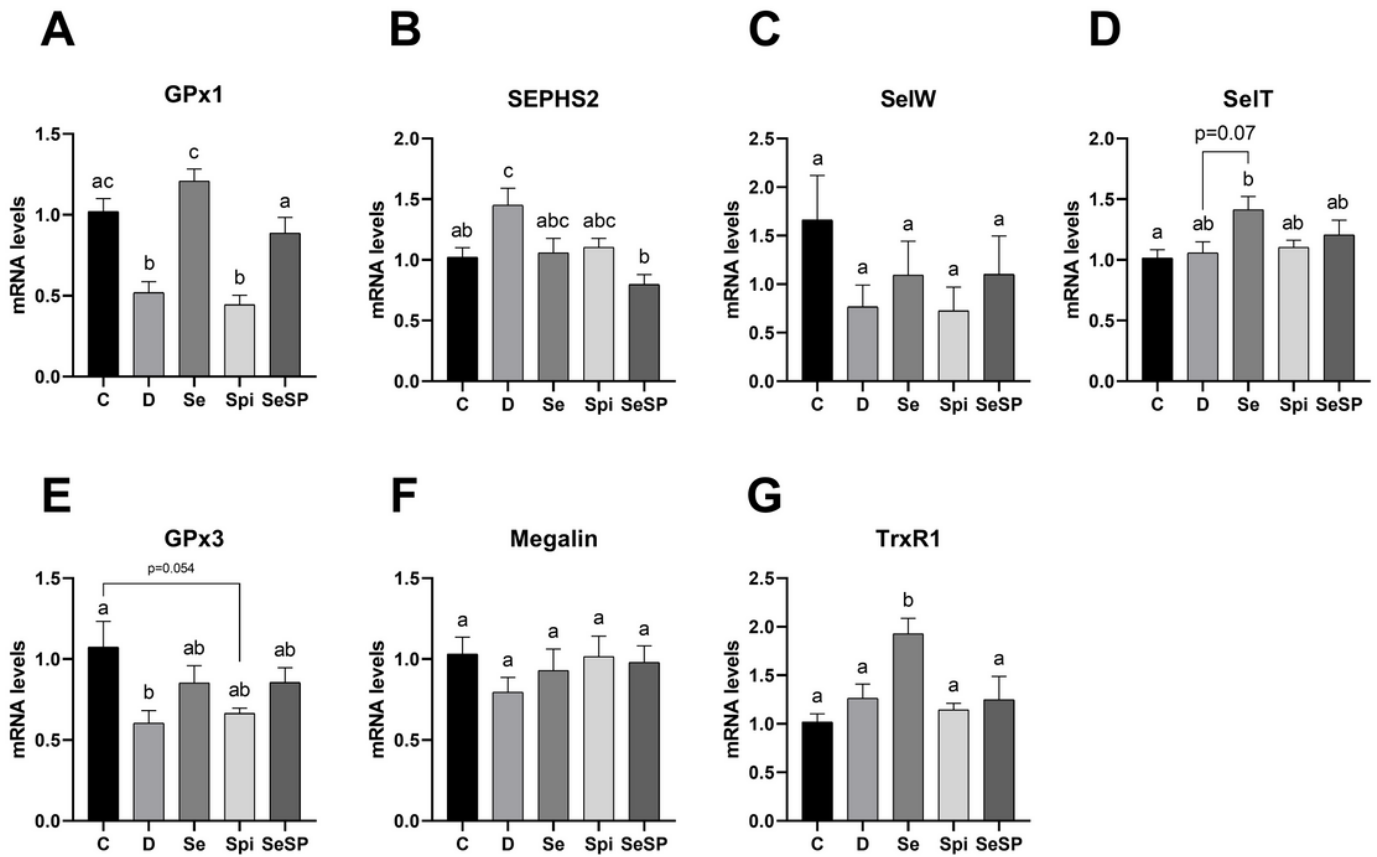 A
GPx1
mRNA levels
1.5
1.0
0.5
0.0
ac
b
c
b
a
C D Se Spi SeSP
B
SEPHS2
mRNA levels
2.0
1.5
1.0
0.5
0.0
ab
c
abc
abc
b
C D Se Spi SeSP
C
SelW
mRNA levels
2.5
2.0
1.5
1.0
0.5
0.0
a
a
a
a
a
C D Se Spi SeSP
D
SelT
mRNA levels
2.0
1.5
1.0
0.5
0.0
p=0.07
a
ab
b
ab
ab
C D Se Spi SeSP
E
GPx3
mRNA levels
1.5
1.0
0.5
0.0
p=0.054
a
b
ab
ab
ab
C D Se Spi SeSP
F
Megalin
mRNA levels
1.5
1.0
0.5
0.0
a
a
a
a
a
C D Se Spi SeSP
G
TrxR1
mRNA levels
2.5
2.0
1.5
1.0
0.5
0.0
a
a
b
a
a
C D Se Spi SeSP